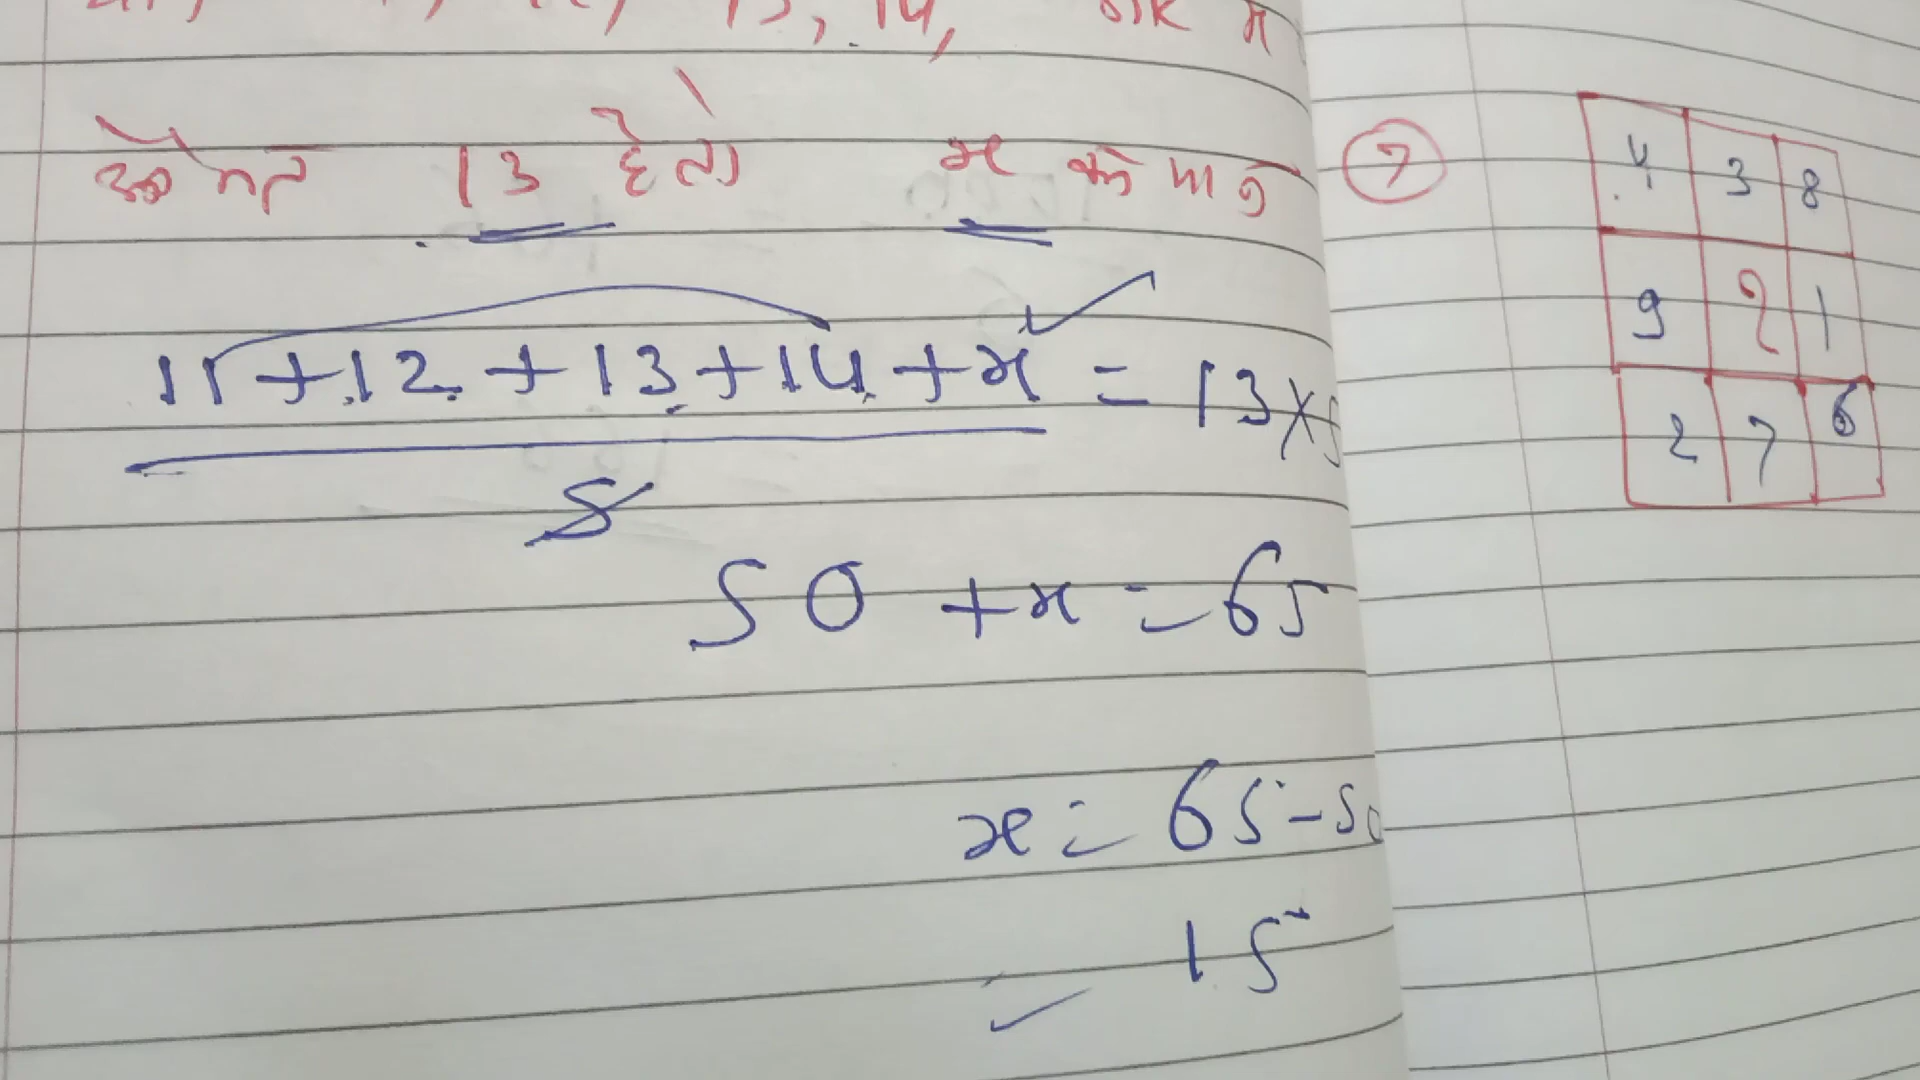 13, 14, और x
औसत 13 है तो x का मान
11 + 12 + 13 + 14 + x = 13 × 5
5
50 + x = 65
x = 65 - 50
15
7
4 3 8
9 ? 1
2 7 6